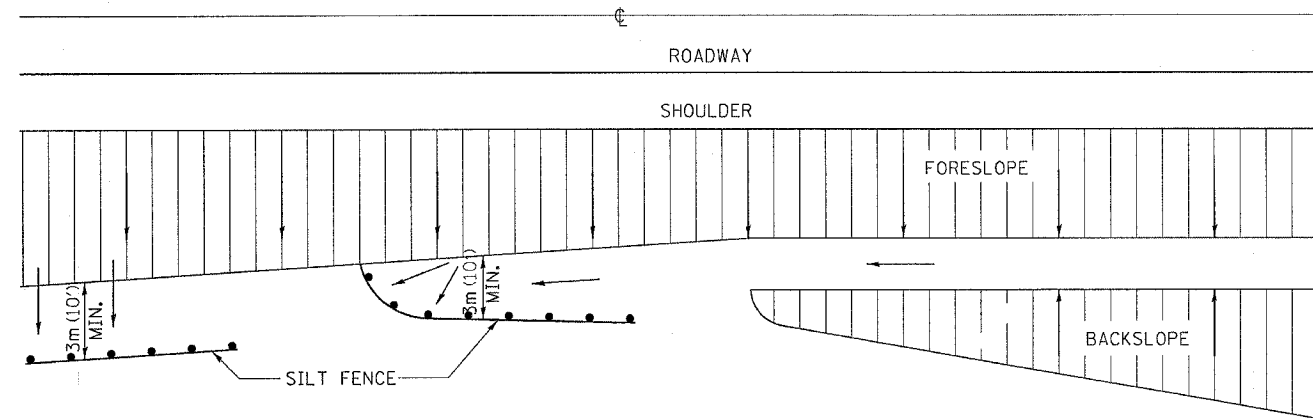 ℄
ROADWAY
SHOULDER
FORESLOPE
3m (10')
MIN.
3m (10')
MIN.
BACKSLOPE
SILT FENCE